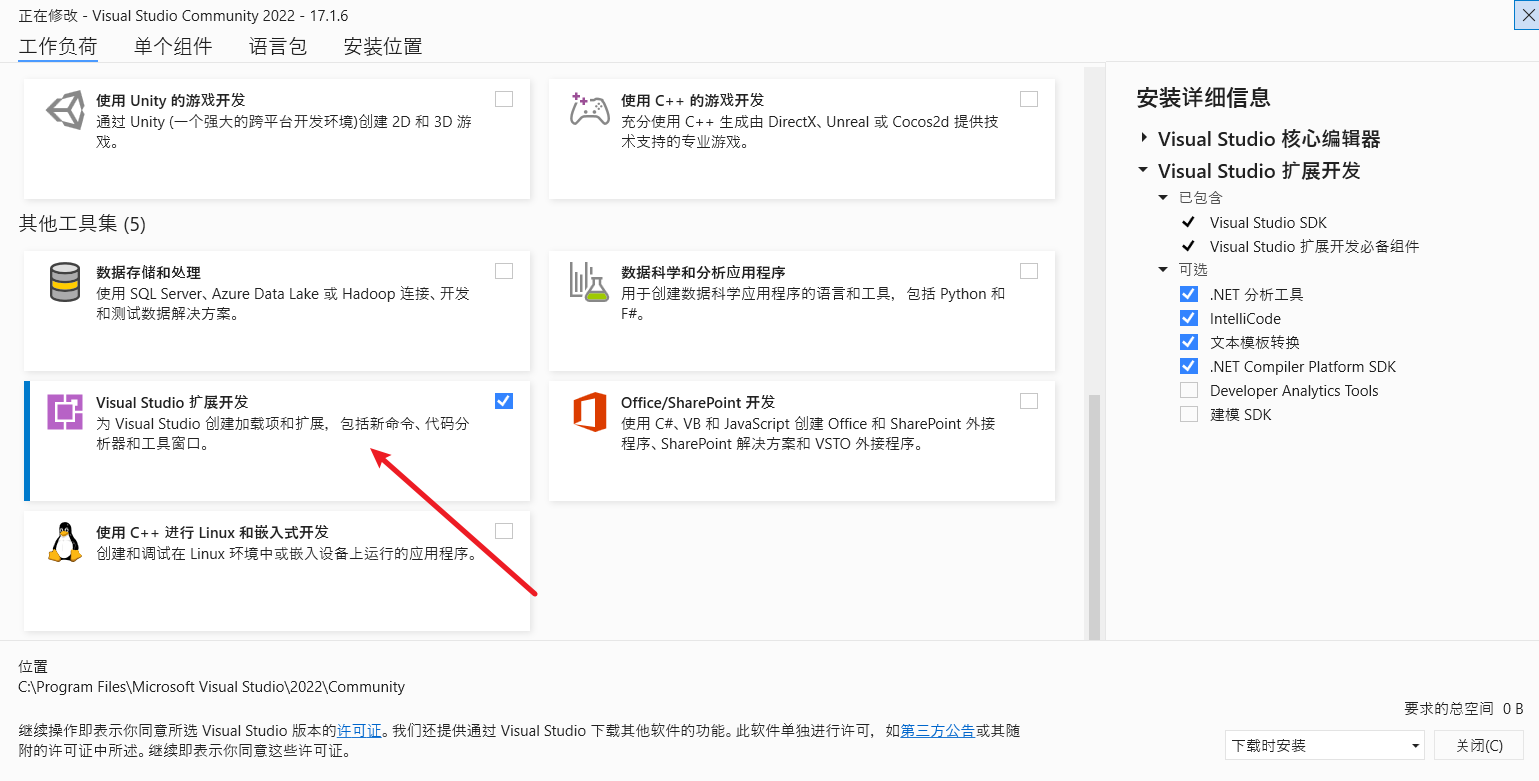 正在修改 - Visual Studio Community 2022 - 17.1.6
工作负荷 单个组件 语言包 安装位置
使用 Unity 的游戏开发
通过 Unity (一个强大的跨平台开发环境)创建 2D 和 3D 游
戏。
使用 C++ 的游戏开发
充分使用 C++ 生成由 DirectX、Unreal 或 Cocos2d 提供技
术支持的专业游戏。
其他工具集 (5)
数据存储和处理
使用 SQL Server、Azure Data Lake 或 Hadoop 连接、开发
和测试数据解决方案。
数据科学和分析应用程序
用于创建数据科学应用程序的语言和工具，包括 Python 和
F#。
Visual Studio 扩展开发
为 Visual Studio 创建加载项和扩展，包括新命令、代码分
析器和工具窗口。
Office/SharePoint 开发
使用 C#、VB 和 JavaScript 创建 Office 和 SharePoint 外接
程序、SharePoint 解决方案和 VSTO 外接程序。
使用 C++ 进行 Linux 和嵌入式开发
创建和调试在 Linux 环境中或嵌入设备上运行的应用程序。
安装详细信息
Visual Studio 核心编辑器
Visual Studio 扩展开发
已包含
Visual Studio SDK
Visual Studio 扩展开发必备组件
可选
.NET 分析工具
IntelliCode
文本模板转换
.NET Compiler Platform SDK
Developer Analytics Tools
建模 SDK
位置
C:\Program Files\Microsoft Visual Studio\2022\Community
继续操作即表示你同意所选 Visual Studio 版本的许可证。我们还提供通过 Visual Studio 下载其他软件的功能。此软件单独进行许可，如第三方公告或其随
附的许可证中所述。继续即表示你同意这些许可证。
要求的总空间 0 B
下载时安装
关闭(C)